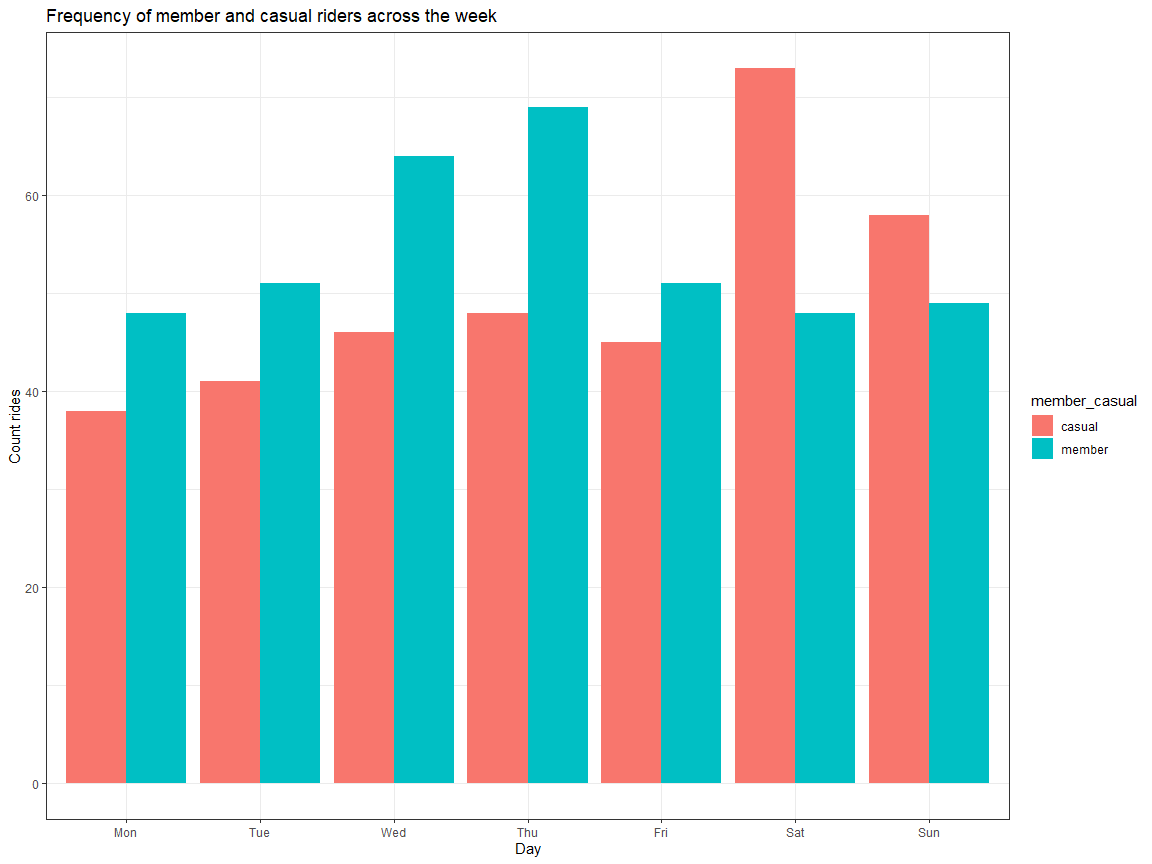 Frequency of member and casual riders across the week
Count rides
60
40
20
0
Mon Tue Wed Thu Fri Sat Sun
Day
member_casual
casual
member